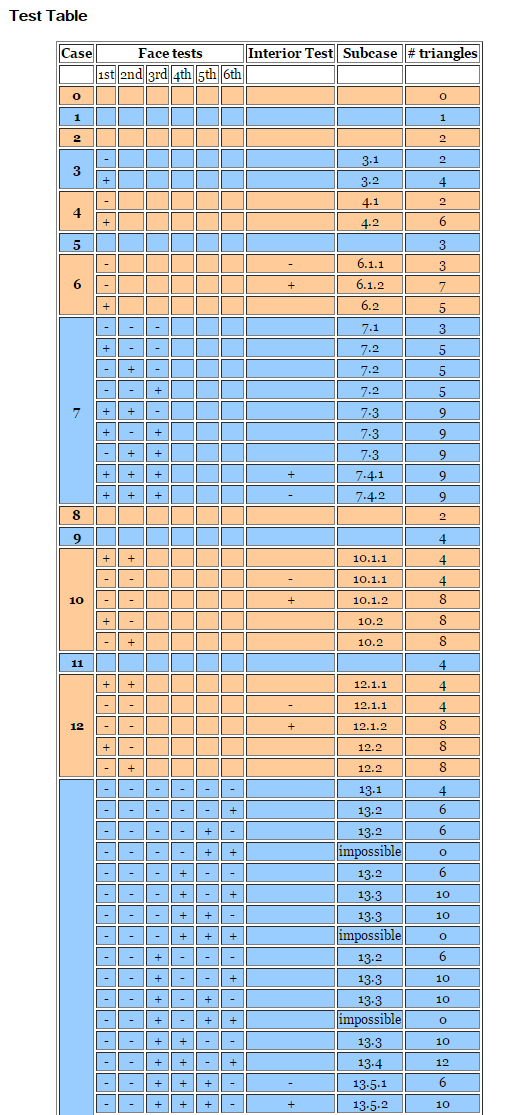 Test Table
Case Face tests Interior Test Subcase # triangles
1st 2nd 3rd 4th 5th 6th
0 0
1 1
2 2
3 - 3.1 2
+ 3.2 4
4 - 4.1 2
+ 4.2 6
5 3
6 - - 6.1.1 3
- + 6.1.2 7
+ 6.2 5
7 - - - 7.1 3
+ - - 7.2 5
- + - 7.2 5
- - + 7.2 5
+ + - 7.3 9
+ - + 7.3 9
- + + 7.3 9
+ + + + 7.4.1 9
+ + + - 7.4.2 9
8 2
9 4
10 + + 10.1.1 4
- - - 10.1.1 4
- - + 10.1.2 8
+ - 10.2 8
- + 10.2 8
11 4
12 + + 12.1.1 4
- - - 12.1.1 4
- - + 12.1.2 8
+ - 12.2 8
- + 12.2 8
- - - - - - 13.1 4
- - - - - + 13.2 6
- - - - + - 13.2 6
- - - - + + impossible 0
- - - + - - 13.2 6
- - - + - + 13.3 10
- - - + + - 13.3 10
- - - + + + impossible 0
- - + - - - 13.2 6
- - + - - + 13.3 10
- - + - + - 13.3 10
- - + - + + impossible 0
- - + + - - 13.3 10
- - + + - + 13.4 12
- - + + + - - 13.5.1 6
- - + + + - + 13.5.2 10